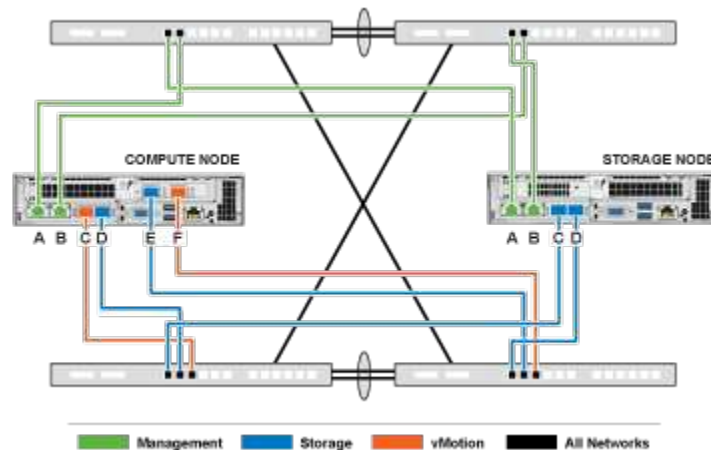 COMPUTE NODE
STORAGE NODE
A B C D E F
A B C D
Management Storage vMotion All Networks